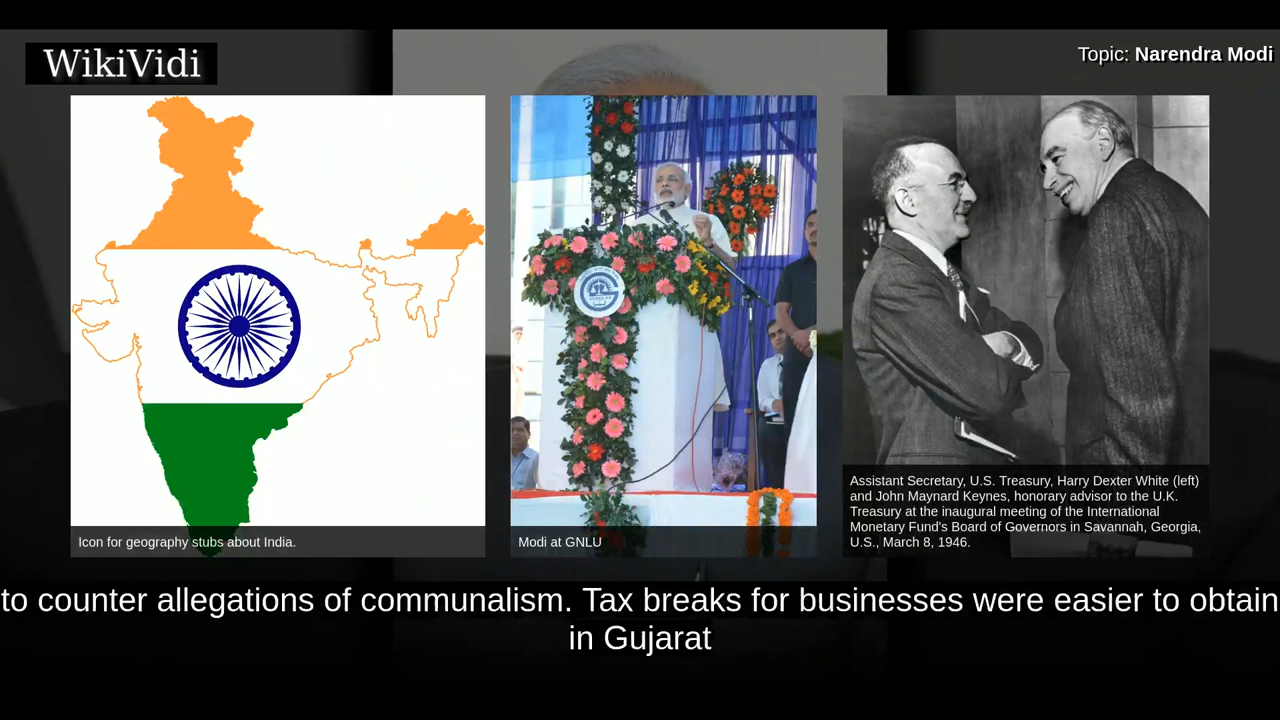 WikiVidi
Topic: Narendra Modi
Icon for geography stubs about India.
Modi at GNLU
Assistant Secretary, U.S. Treasury, Harry Dexter White (left)
and John Maynard Keynes, honorary advisor to the U.K.
Treasury at the inaugural meeting of the International
Monetary Fund's Board of Governors in Savannah, Georgia,
U.S., March 8, 1946.
to counter allegations of communalism. Tax breaks for businesses were easier to obtain
in Gujarat